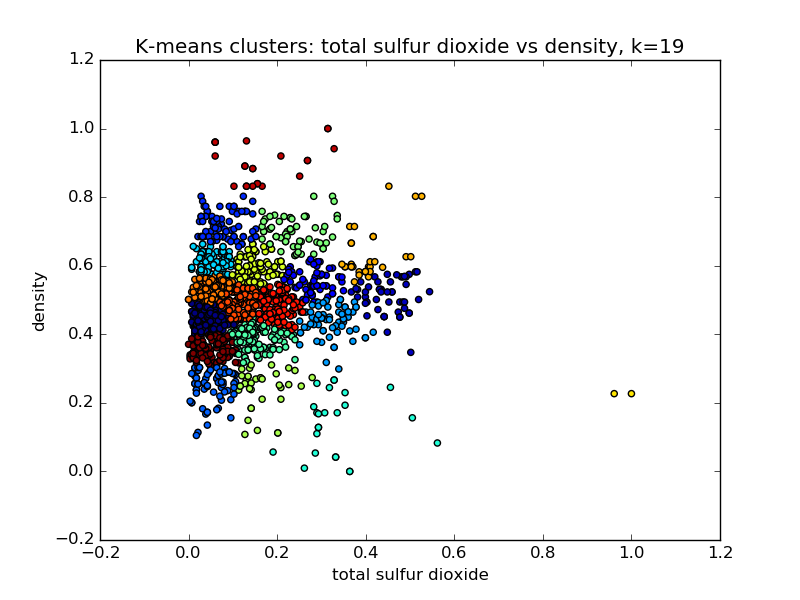 K-means clusters: total sulfur dioxide vs density, k=19
1.2
1.0
0.8
0.6
0.4
0.2
0.0
−0.2
density
−0.2 0.0 0.2 0.4 0.6 0.8 1.0 1.2
total sulfur dioxide